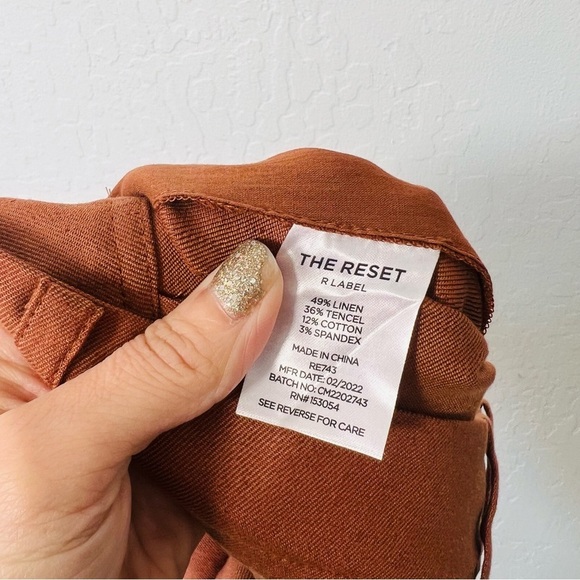 THE RESET
R LABEL
49% LINEN
36% TENCEL
12% COTTON
3% SPANDEX
MADE IN CHINA
RE743
MFR DATE: 02/2022
BATCH NO: CM2202743
RN# 153054
SEE REVERSE FOR CARE